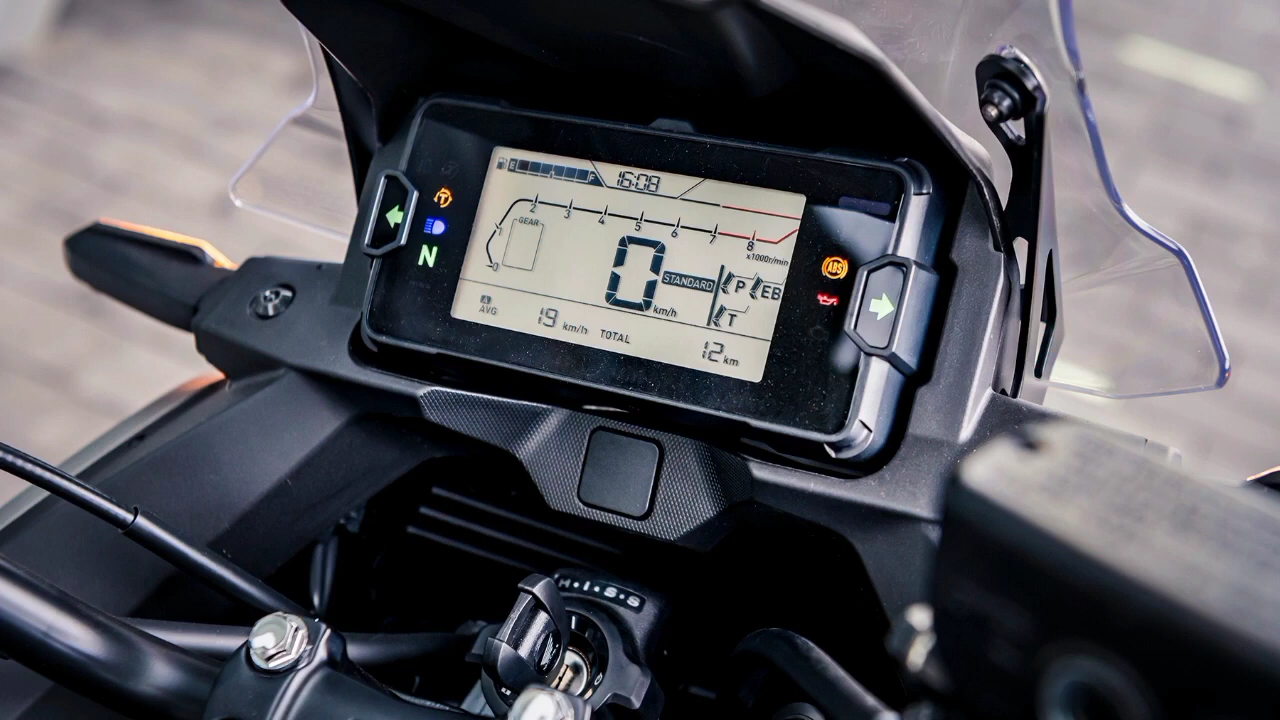 E F 16:08
1 2 3 4 5 6 7 8
0
x1000r/min
GEAR
0 km/h
STANDARD
P EB
T
A
AVG 19 km/h TOTAL 12 km
T
N
ABS
H·I·S·S